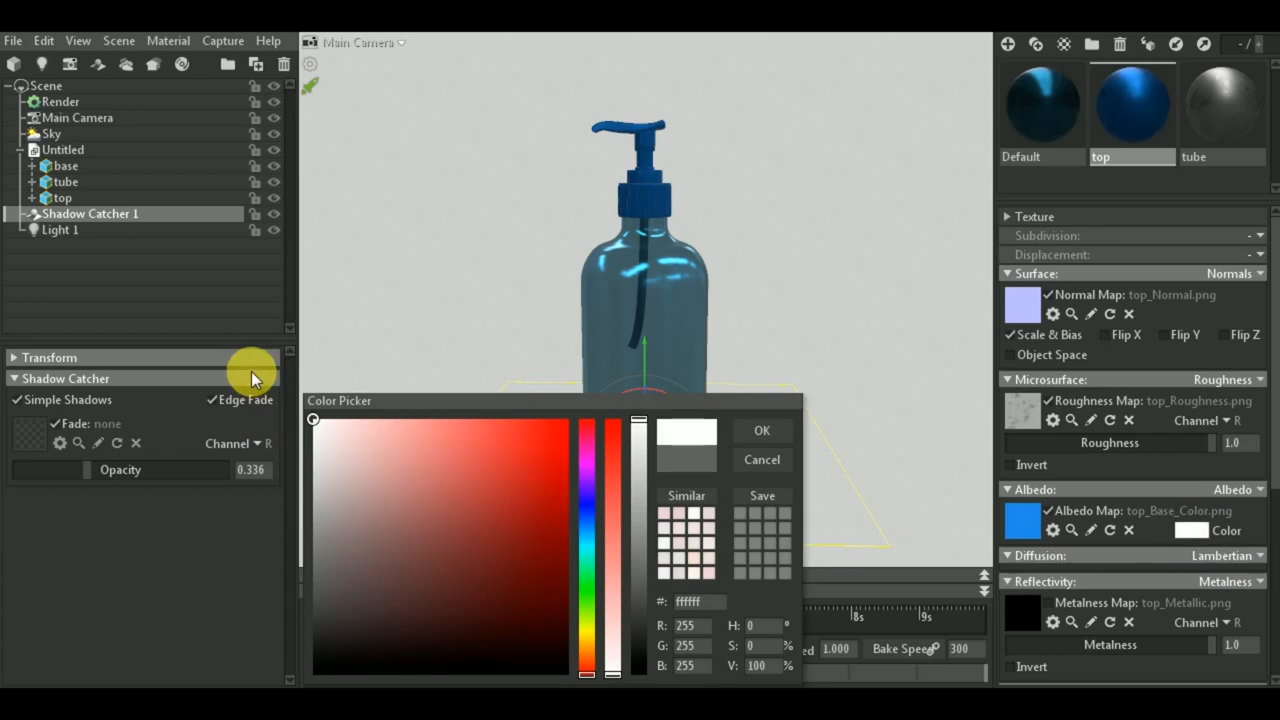 File Edit View Scene Material Capture Help
Main Camera
- /
Scene
Render
Main Camera
Sky
Untitled
base
tube
top
Shadow Catcher 1
Light 1
Default top tube
Transform
Shadow Catcher
Simple Shadows Edge Fade
Fade: none
Channel R
Opacity 0.336
Color Picker
OK
Cancel
Similar Save
#: ffffff
R: 255 H: 0 º
G: 255 S: 0 %
B: 255 V: 100 %
8s 9s
ed 1.000 Bake Speed 300
Texture
Subdivision: -
Displacement: -
Surface: Normals
Normal Map: top_Normal.png
Scale & Bias Flip X Flip Y Flip Z
Object Space
Microsurface: Roughness
Roughness Map: top_Roughness.png
Channel R
Roughness 1.0
Invert
Albedo: Albedo
Albedo Map: top_Base_Color.png
Color
Diffusion: Lambertian
Reflectivity: Metalness
Metalness Map: top_Metallic.png
Channel R
Metalness 1.0
Invert